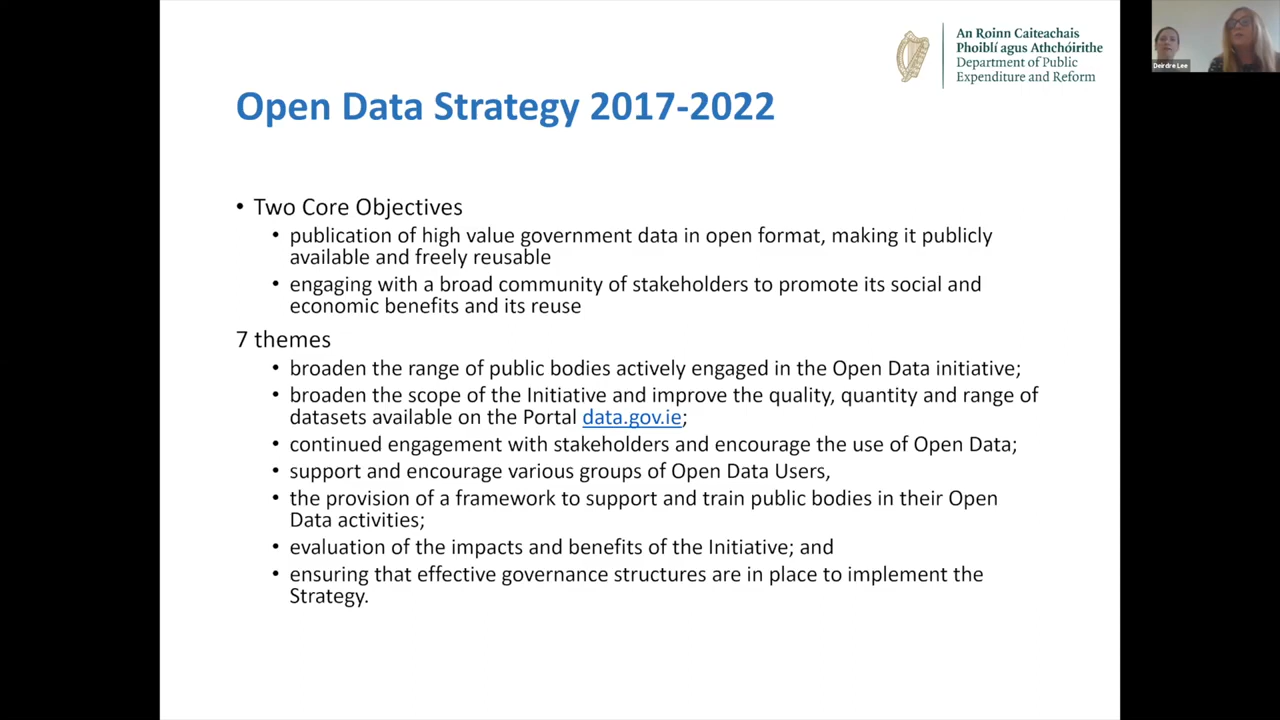 An Roinn Caiteachais
Phoiblí agus Athchóirithe
Department of Public
Expenditure and Reform
Deirdre Lee
Open Data Strategy 2017-2022
• Two Core Objectives
• publication of high value government data in open format, making it publicly
available and freely reusable
• engaging with a broad community of stakeholders to promote its social and
economic benefits and its reuse
7 themes
• broaden the range of public bodies actively engaged in the Open Data initiative;
• broaden the scope of the Initiative and improve the quality, quantity and range of
datasets available on the Portal data.gov.ie;
• continued engagement with stakeholders and encourage the use of Open Data;
• support and encourage various groups of Open Data Users,
• the provision of a framework to support and train public bodies in their Open
Data activities;
• evaluation of the impacts and benefits of the Initiative; and
• ensuring that effective governance structures are in place to implement the
Strategy.